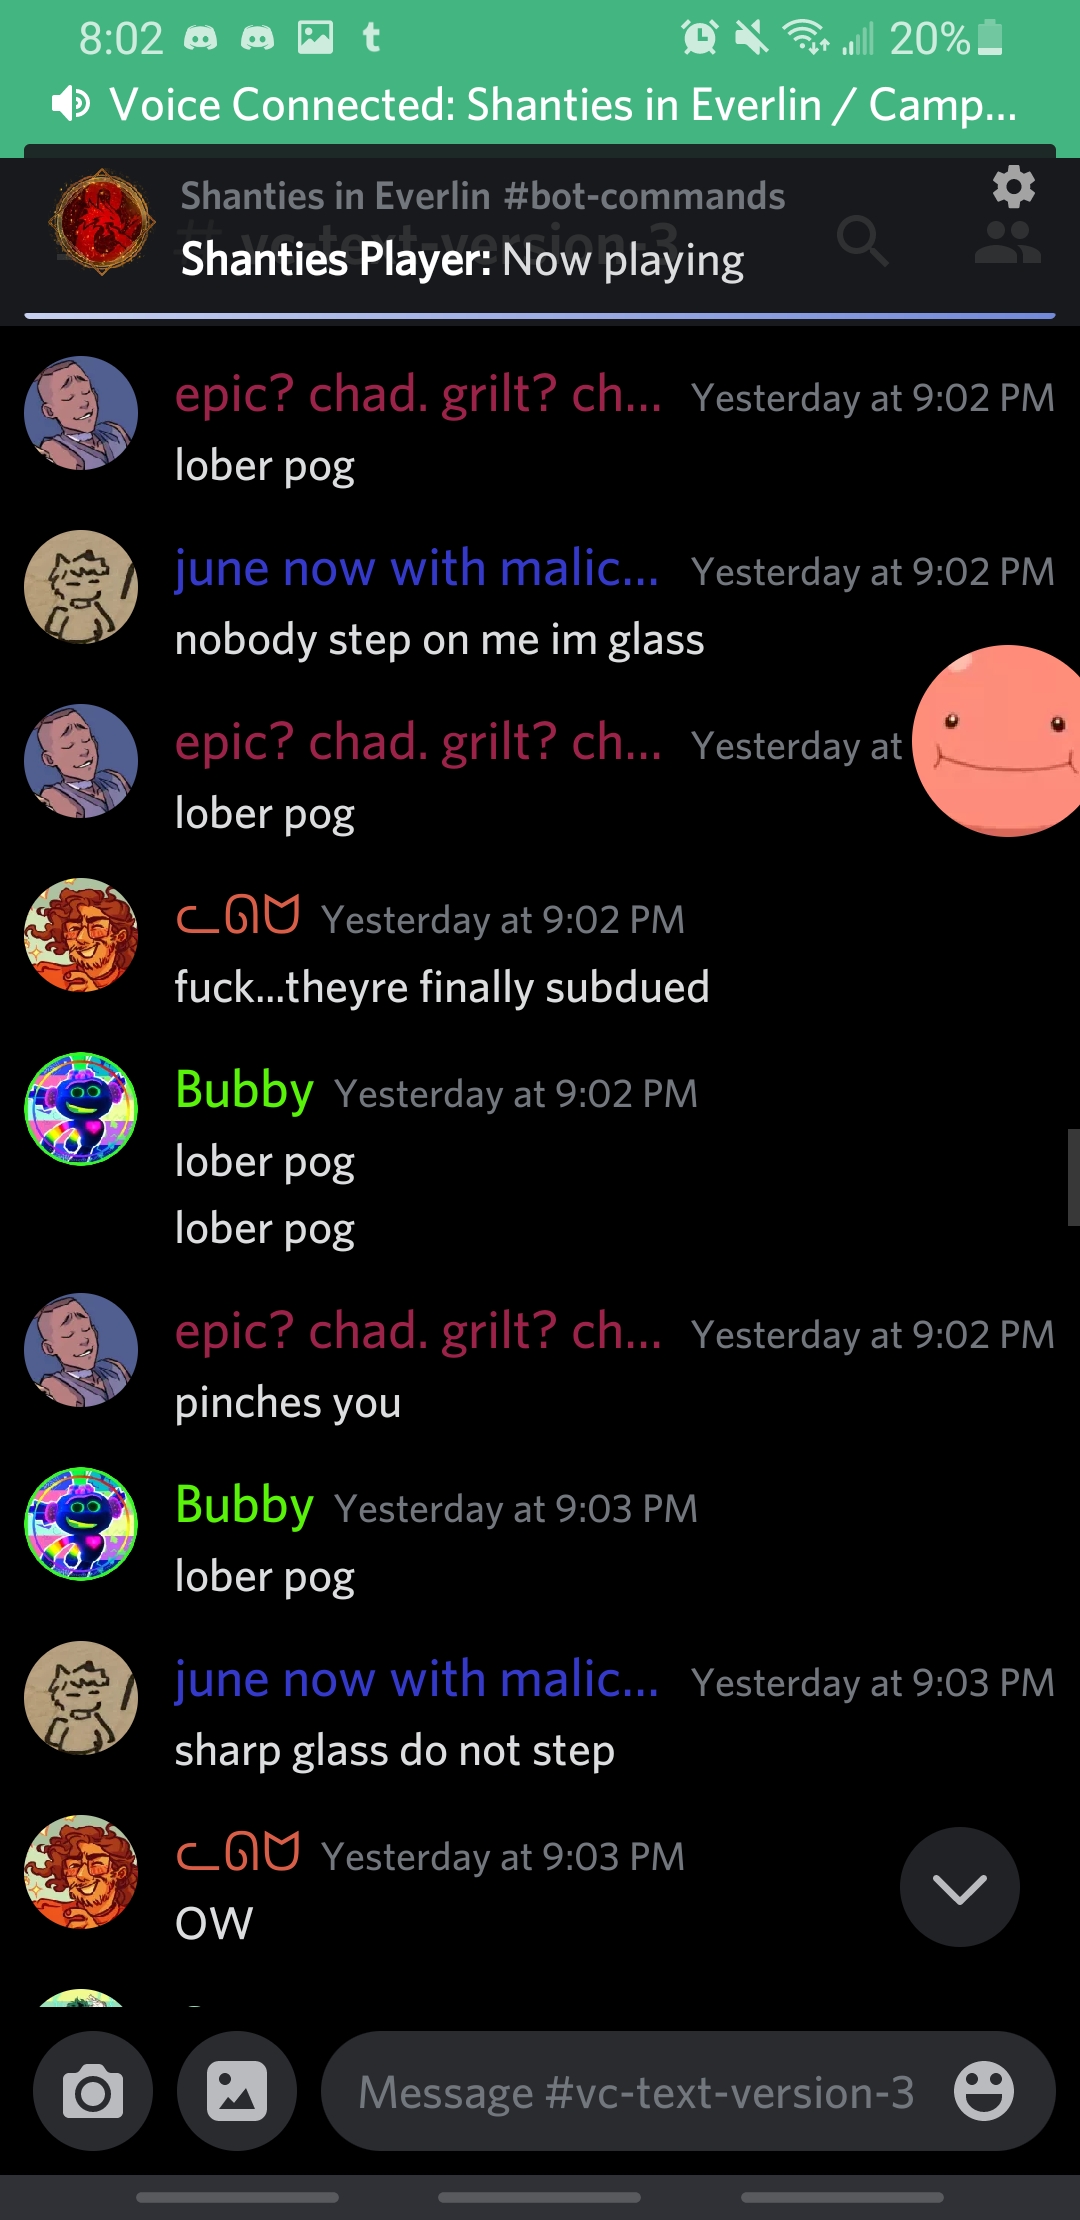 8:02
t
20%
Voice Connected: Shanties in Everlin / Camp...
Shanties in Everlin #bot-commands
# vc-text-version-3
Shanties Player: Now playing
epic? chad. grilt? ch... Yesterday at 9:02 PM
lober pog
june now with malic... Yesterday at 9:02 PM
nobody step on me im glass
epic? chad. grilt? ch... Yesterday at
lober pog
Yesterday at 9:02 PM
fuck...theyre finally subdued
Bubby Yesterday at 9:02 PM
lober pog
lober pog
epic? chad. grilt? ch... Yesterday at 9:02 PM
pinches you
Bubby Yesterday at 9:03 PM
lober pog
june now with malic... Yesterday at 9:03 PM
sharp glass do not step
Yesterday at 9:03 PM
OW
Message #vc-text-version-3